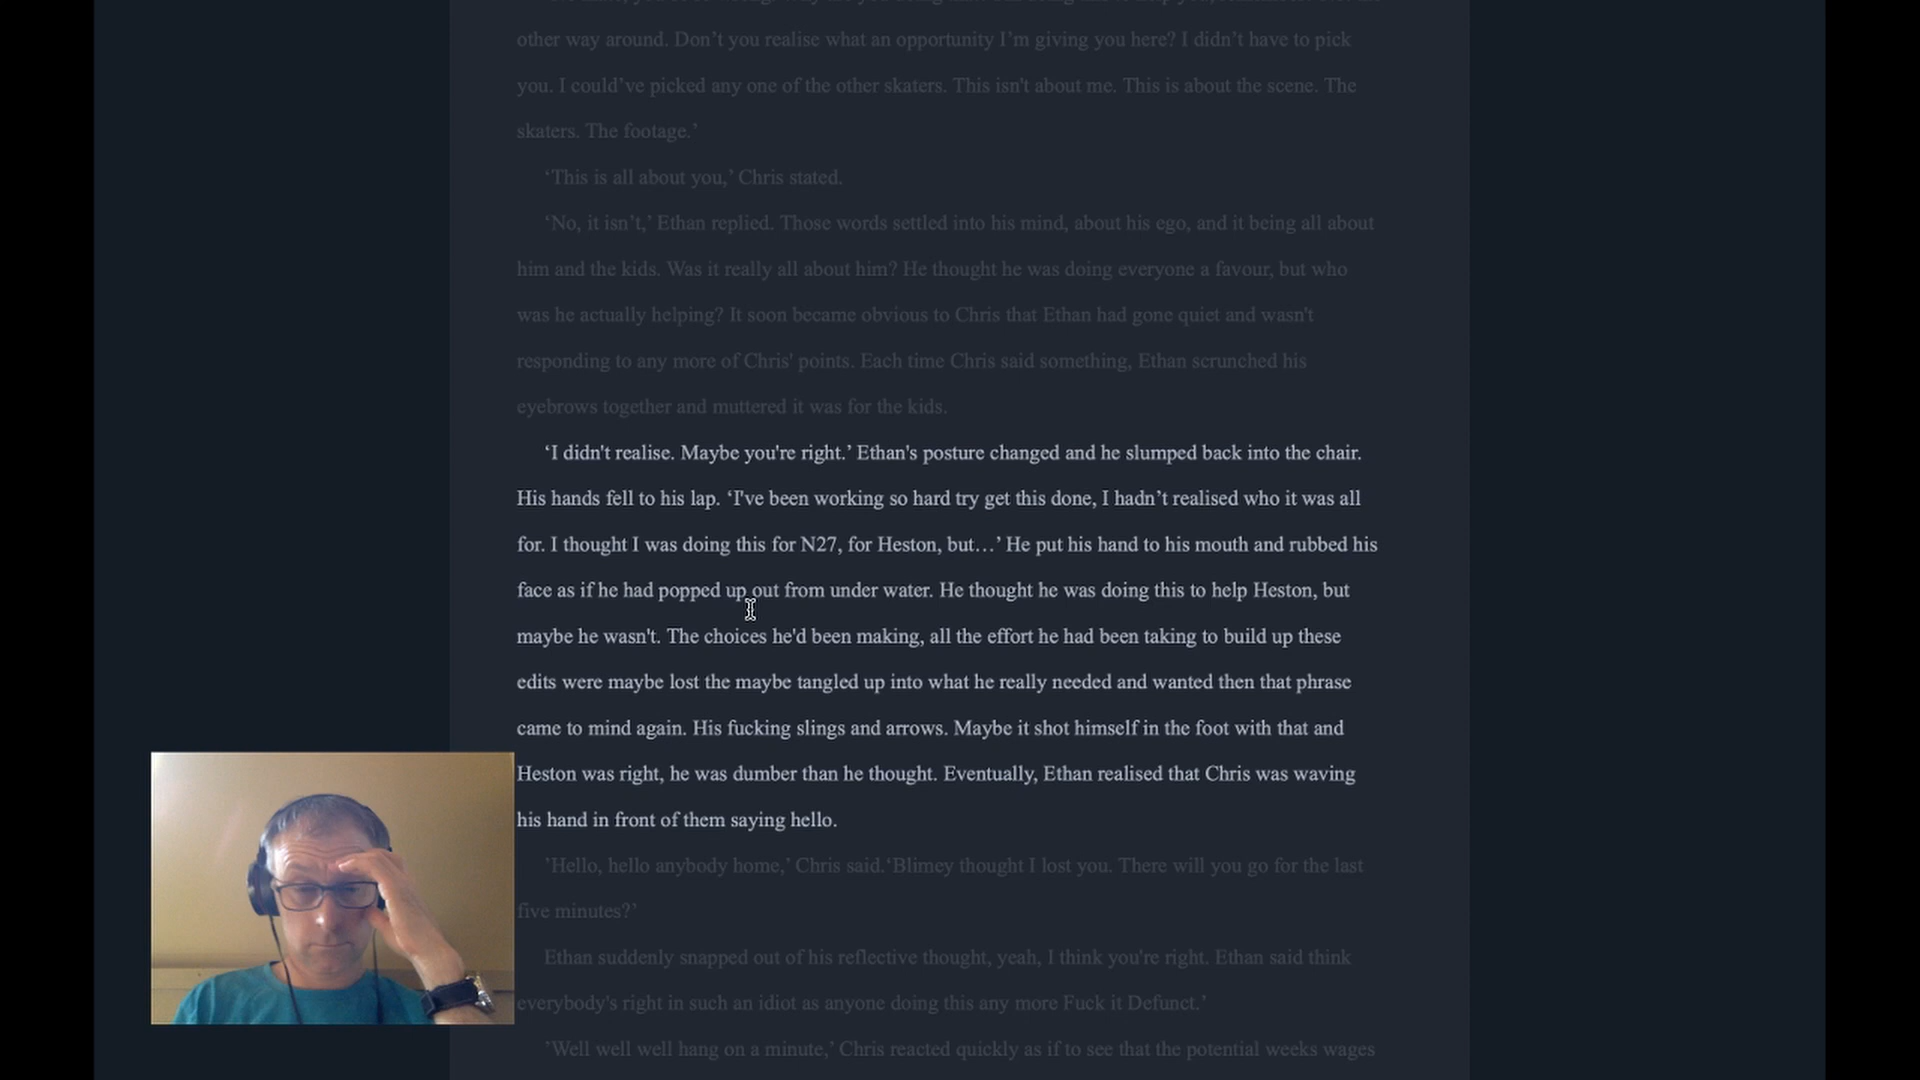 other way around. Don’t you realise what an opportunity I’m giving you here? I didn’t have to pick
you. I could’ve picked any one of the other skaters. This isn't about me. This is about the scene. The
skaters. The footage.’
‘This is all about you,’ Chris stated.
‘No, it isn’t,’ Ethan replied. Those words settled into his mind, about his ego, and it being all about
him and the kids. Was it really all about him? He thought he was doing everyone a favour, but who
was he actually helping? It soon became obvious to Chris that Ethan had gone quiet and wasn't
responding to any more of Chris' points. Each time Chris said something, Ethan scrunched his
eyebrows together and muttered it was for the kids.
‘I didn't realise. Maybe you're right.’ Ethan's posture changed and he slumped back into the chair.
His hands fell to his lap. ‘I've been working so hard try get this done, I hadn’t realised who it was all
for. I thought I was doing this for N27, for Heston, but…’ He put his hand to his mouth and rubbed his
face as if he had popped up out from under water. He thought he was doing this to help Heston, but
maybe he wasn't. The choices he'd been making, all the effort he had been taking to build up these
edits were maybe lost the maybe tangled up into what he really needed and wanted then that phrase
came to mind again. His fucking slings and arrows. Maybe it shot himself in the foot with that and
Heston was right, he was dumber than he thought. Eventually, Ethan realised that Chris was waving
his hand in front of them saying hello.
’Hello, hello anybody home,’ Chris said.‘Blimey thought I lost you. There will you go for the last
five minutes?’
Ethan suddenly snapped out of his reflective thought, yeah, I think you're right. Ethan said think
everybody's right in such an idiot as anyone doing this any more Fuck it Defunct.’
’Well well well hang on a minute,’ Chris reacted quickly as if to see that the potential weeks wages